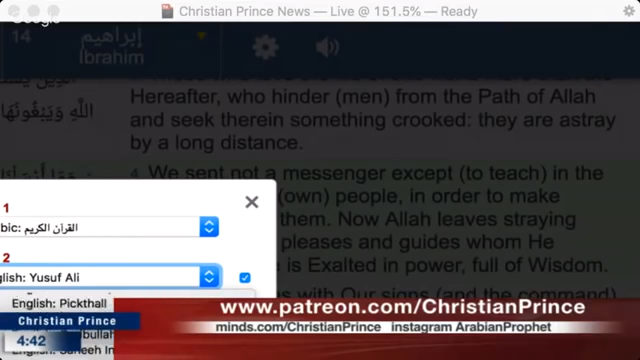 Christian Prince News — Live @ 151.5% — Ready
Google
14 إبراهيم
Ibrahim
Hereafter, who hinder (men) from the Path of Allah
and seek therein something crooked: they are astray
by a long distance.
4. We sent not a messenger except (to teach) in the
(own) people, in order to make
them. Now Allah leaves straying
pleases and guides whom He
is Exalted in power, full of Wisdom.
with Our signs (and the command)
1
bic: القرآن الكريم
2
glish: Yusuf Ali
English: Pickthall
www.patreon.com/ChristianPrince
Christian Prince
minds.com/ChristianPrince instagram ArabianProphet
4:42